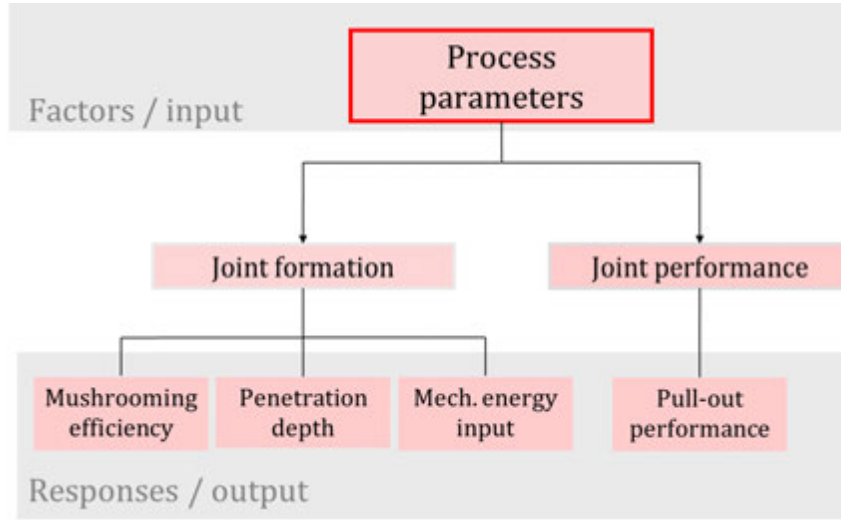 Process
parameters
Factors / input
Joint formation
Joint performance
Mushrooming
efficiency
Penetration
depth
Mech. energy
input
Pull-out
performance
Responses / output